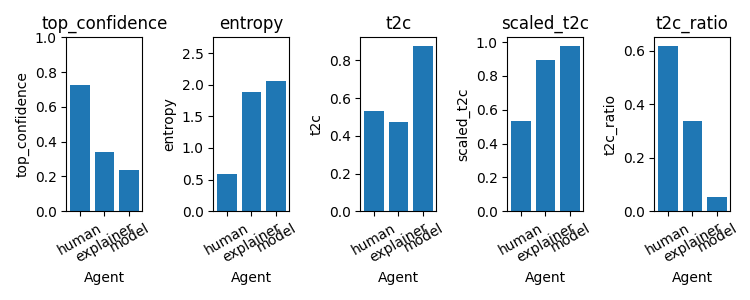 top_confidence
top_confidence
1.0
0.8
0.6
0.4
0.2
0.0
human
explainer
model
Agent
entropy
entropy
2.5
2.0
1.5
1.0
0.5
0.0
human
explainer
model
Agent
t2c
t2c
0.8
0.6
0.4
0.2
0.0
human
explainer
model
Agent
scaled_t2c
scaled_t2c
1.0
0.8
0.6
0.4
0.2
0.0
human
explainer
model
Agent
t2c_ratio
t2c_ratio
0.6
0.4
0.2
0.0
human
explainer
model
Agent